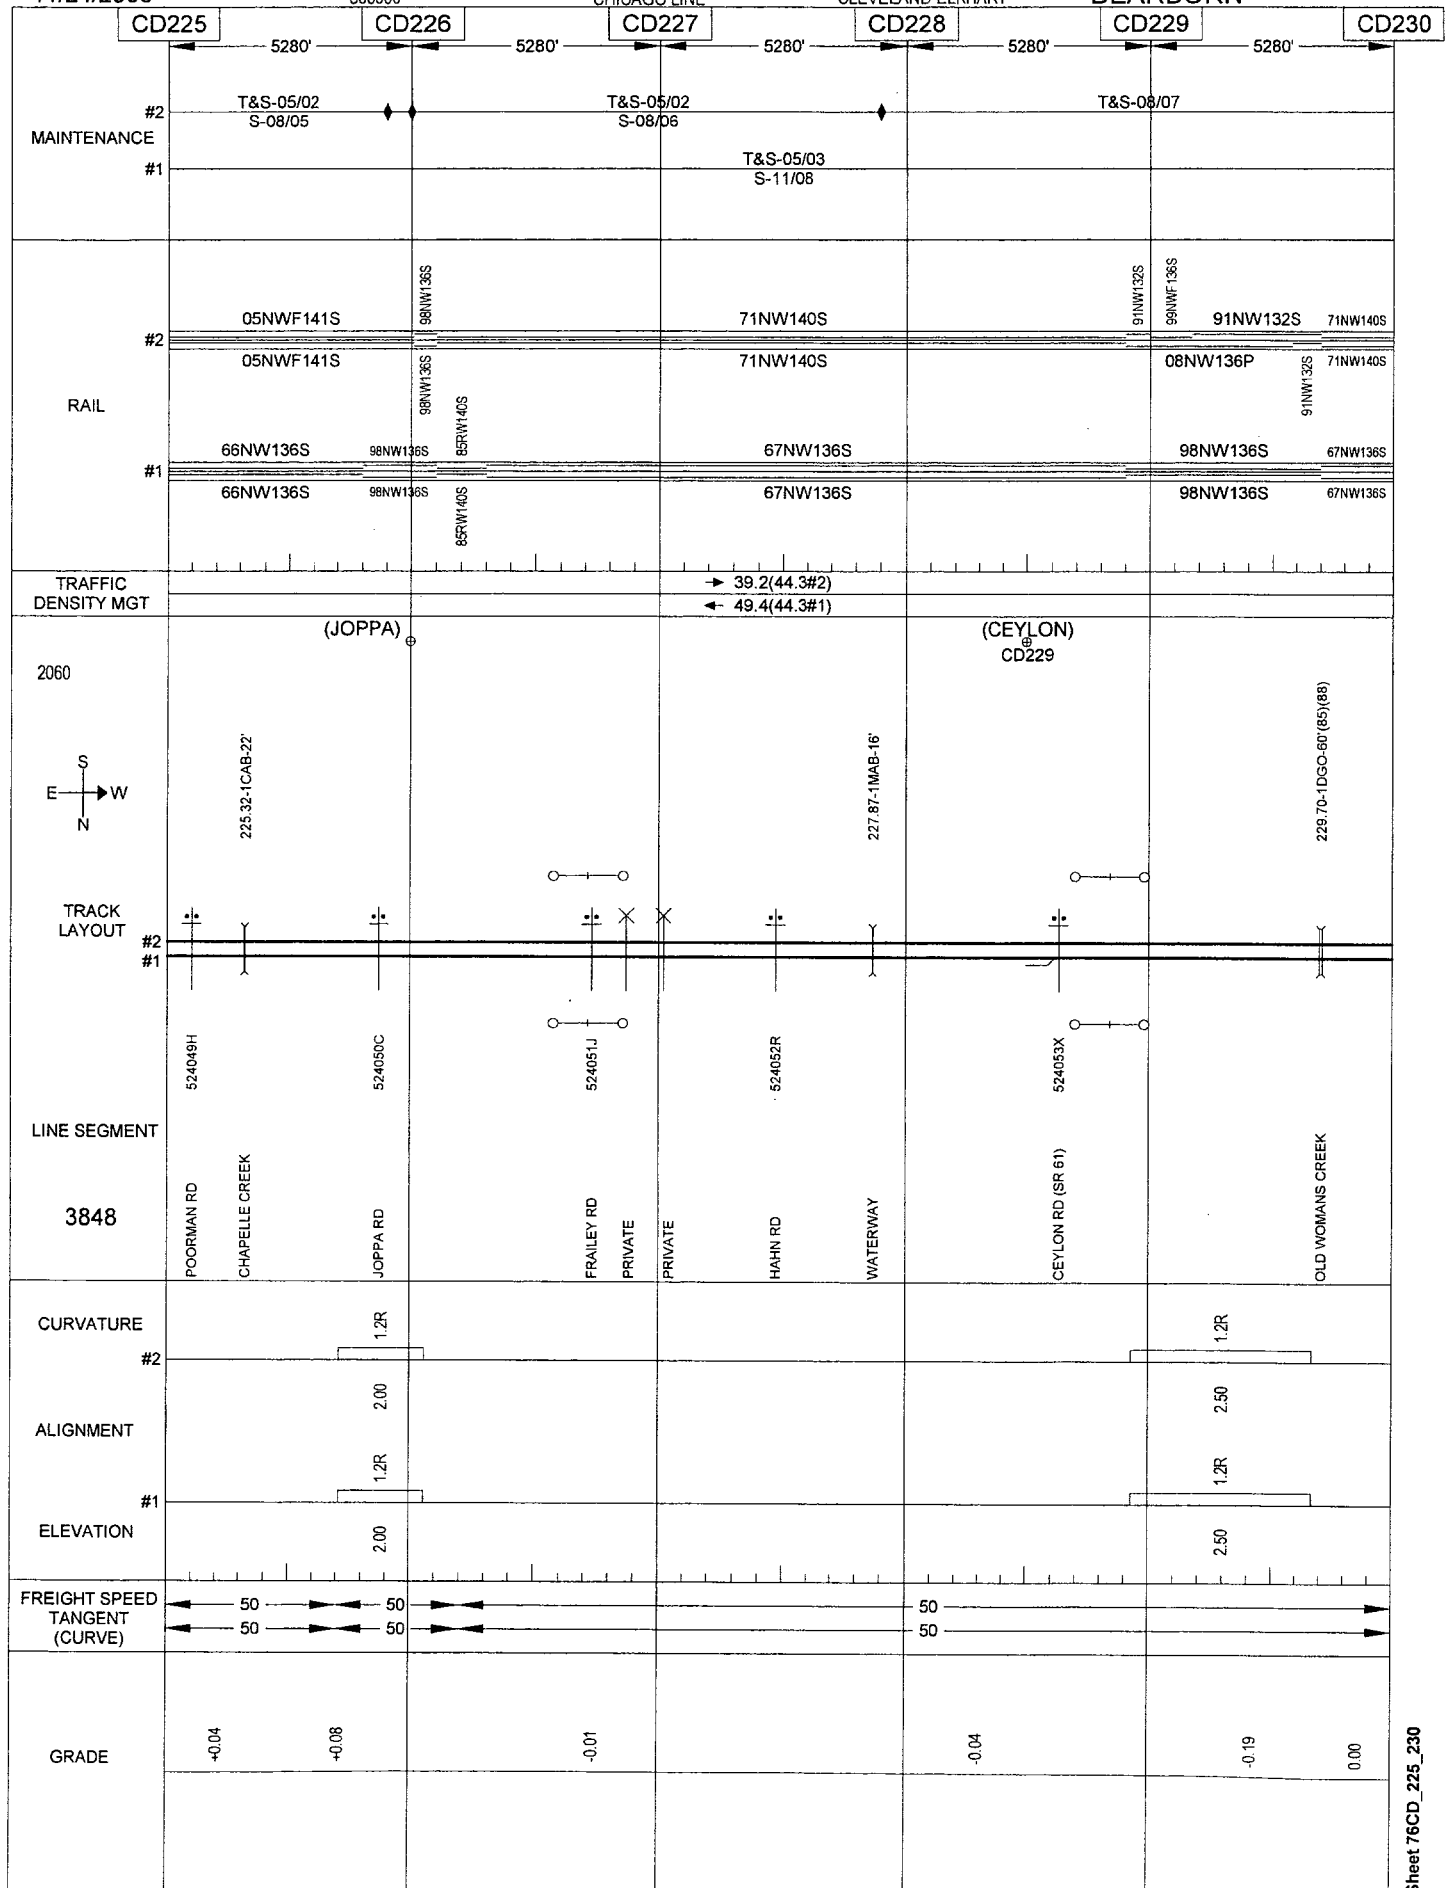 CHICAGO LINE
CLEVELAND ELKHART
DEARBORN
CD225 CD226 CD227 CD228 CD229 CD230
5280' 5280' 5280' 5280' 5280'
MAINTENANCE
#2
T&S-05/02 T&S-05/02 T&S-08/07
S-08/05 S-08/06
#1
T&S-05/03
S-11/08
RAIL
98NW136S 91NW132S 99NWF136S
05NWF141S 71NW140S 91NW132S 71NW140S
#2
05NWF141S 71NW140S 08NW136P 71NW140S
98NW136S 91NW132S
85RW140S
66NW136S 98NW136S 67NW136S 98NW136S 67NW136S
#1
66NW136S 98NW136S 67NW136S 98NW136S 67NW136S
85RW140S
TRAFFIC
DENSITY MGT
39.2(44.3#2)
49.4(44.3#1)
(JOPPA) (CEYLON)
CD229
2060
S
E W
N
225.32-1CAB-22'
227.87-1MAB-16'
229.70-1DGO-60'(85)(88)
TRACK
LAYOUT
#2
#1
524049H
524050C
524051J
524052R
524053X
LINE SEGMENT
3848
POORMAN RD
CHAPELLE CREEK
JOPPA RD
FRAILEY RD
PRIVATE
PRIVATE
HAHN RD
WATERWAY
CEYLON RD (SR 61)
OLD WOMANS CREEK
CURVATURE
#2
1.2R 1.2R
2.00 2.50
ALIGNMENT
#1
1.2R 1.2R
ELEVATION
2.00 2.50
FREIGHT SPEED
TANGENT
(CURVE)
50 50 50
50 50 50
GRADE
+0.04 +0.08 -0.01 -0.04 -0.19 0.00
Sheet 76CD_225_230